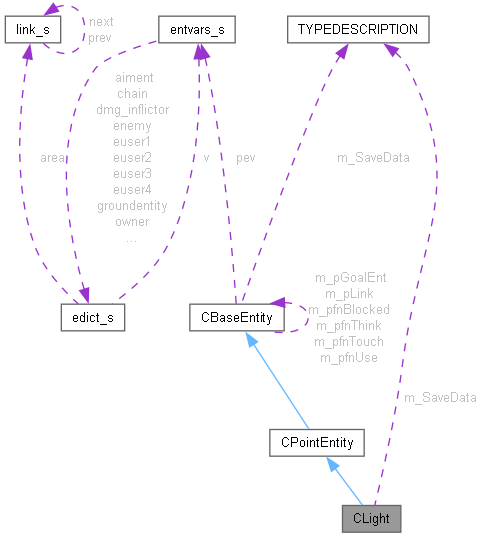 next
prev
link_s
entvars_s
TYPEDESCRIPTION
aiment
chain
dmg_inflictor
enemy
euser1
euser2
euser3
euser4
groundentity
owner
...
area
v
pev
m_SaveData
edict_s
CBaseEntity
m_pGoalEnt
m_pLink
m_pfnBlocked
m_pfnThink
m_pfnTouch
m_pfnUse
m_SaveData
CPointEntity
CLight